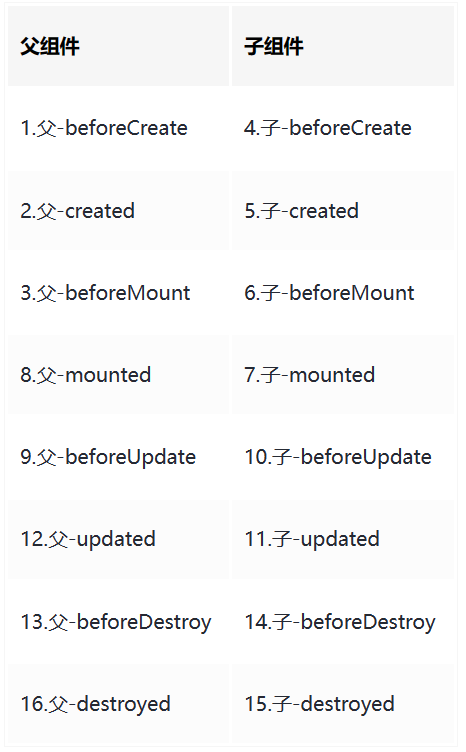 父组件 子组件
1.父-beforeCreate 4.子-beforeCreate
2.父-created 5.子-created
3.父-beforeMount 6.子-beforeMount
8.父-mounted 7.子-mounted
9.父-beforeUpdate 10.子-beforeUpdate
12.父-updated 11.子-updated
13.父-beforeDestroy 14.子-beforeDestroy
16.父-destroyed 15.子-destroyed